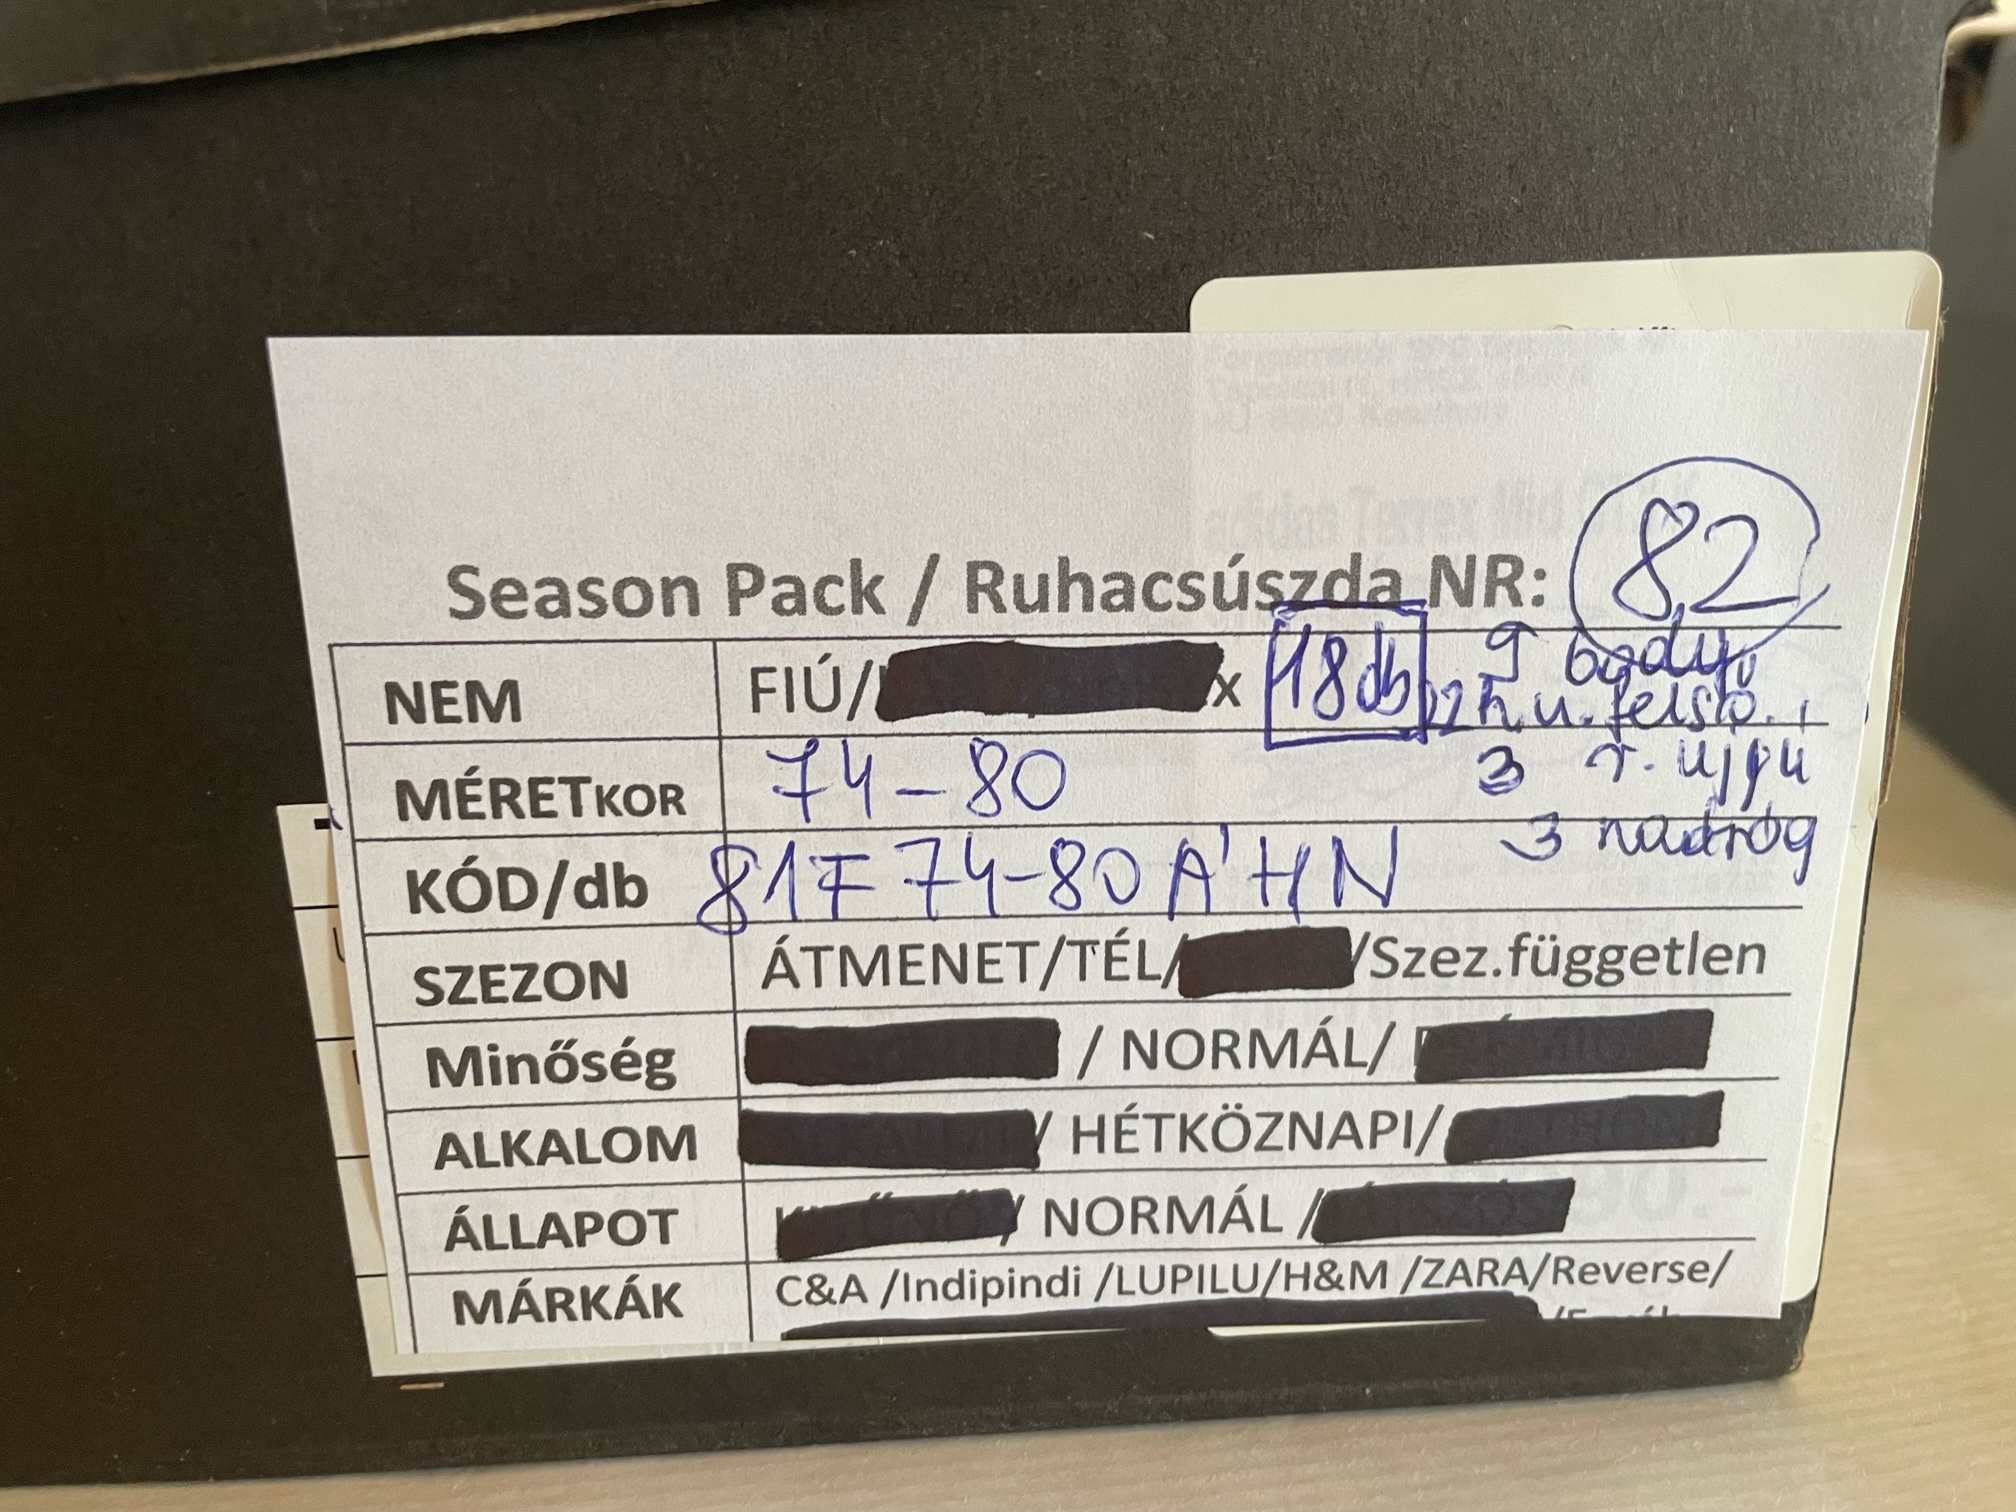 Season Pack / Ruhacsúszda NR: 82
NEM FIÚ/ x 18db 9 body,
h.u. felső,
MÉRETKOR 74-80 3 r. ujjú
3 nadrág
KÓD/db 81F 74-80 ÁHN
SZEZON ÁTMENET/TÉL/ /Szez.független
Minőség / NORMÁL/
ALKALOM / HÉTKÖZNAPI/
ÁLLAPOT / NORMÁL /
MÁRKÁK C&A /Indipindi /LUPILU/H&M /ZARA/Reverse/